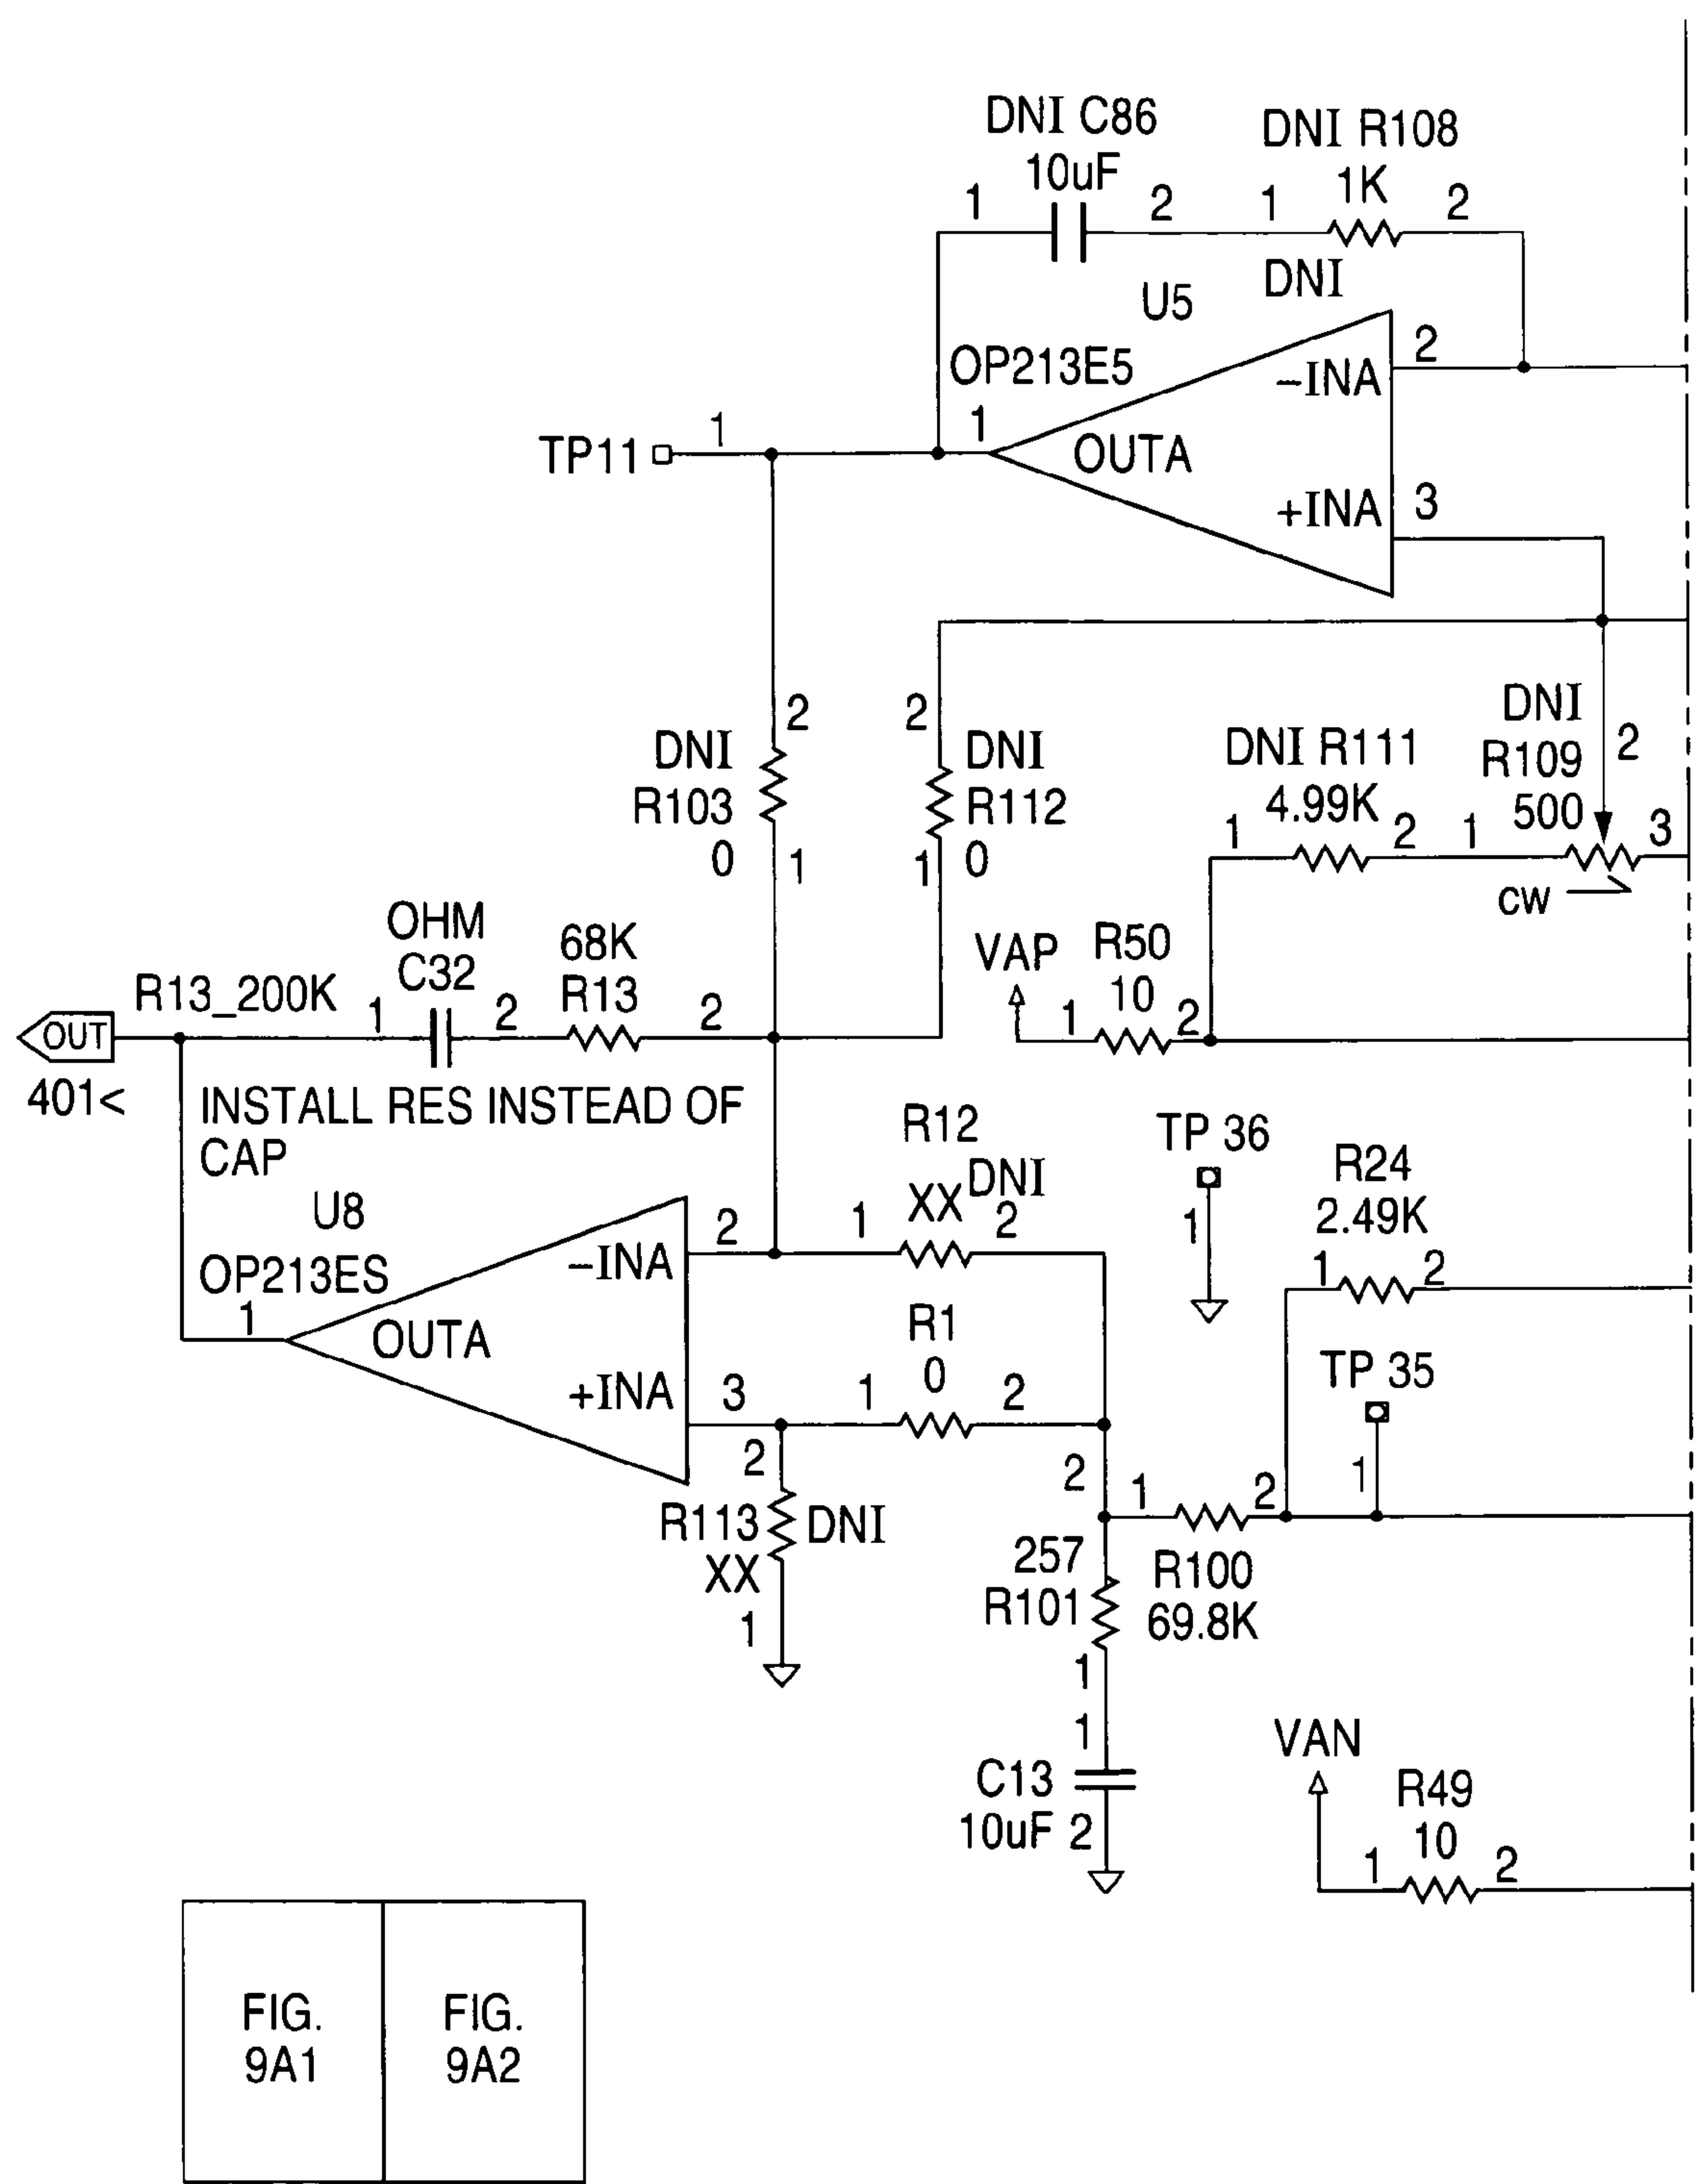 DNI C86
10uF
1
2
DNI R108
1K
1
2
DNI
U5
OP213E5
1
OUTA
-INA
2
+INA
3
TP11
1
2
DNI
R103
0
1
2
DNI
R112
0
1
DNI R111
4.99K
1
2
DNI
R109
500
2
1
3
CW
VAP
R50
10
1
2
OUT
401<
R13_200K
OHM
C32
1
2
68K
R13
2
INSTALL RES INSTEAD OF
CAP
U8
OP213ES
1
OUTA
-INA
2
+INA
3
R12
XX DNI
1
2
R1
0
1
2
TP 36
1
R24
2.49K
1
2
TP 35
1
2
R113
XX
DNI
1
2
257
R101
1
1
2
R100
69.8K
1
C13
10uF 2
VAN
R49
10
1
2
FIG.
9A1
FIG.
9A2